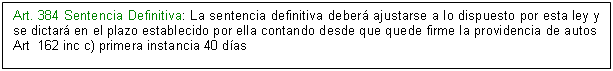 Art. 384 Sentencia Definitiva: La sentencia definitiva deberá ajustarse a lo dispuesto por esta ley y
se dictará en el plazo establecido por ella contando desde que quede firme la providencia de autos
Art  162 inc c) primera instancia 40 días